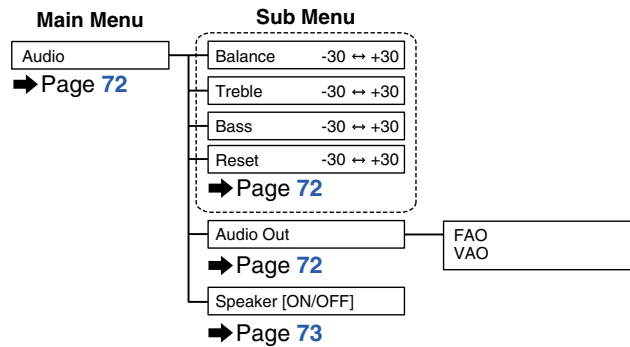 Main Menu
Sub Menu
Audio
➡Page 72
Balance -30 ↔ +30
Treble -30 ↔ +30
Bass -30 ↔ +30
Reset -30 ↔ +30
➡Page 72
Audio Out
➡Page 72
FAO
VAO
Speaker [ON/OFF]
➡Page 73